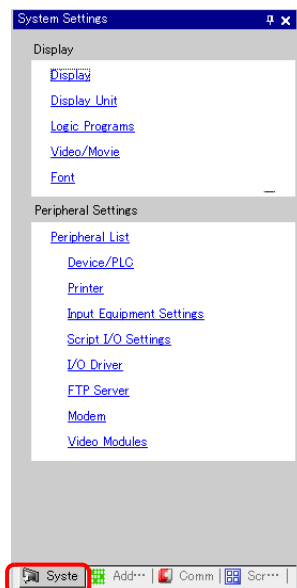 System Settings
Display
Display
Display Unit
Logic Programs
Video/Movie
Font
Peripheral Settings
Peripheral List
Device/PLC
Printer
Input Equipment Settings
Script I/O Settings
I/O Driver
FTP Server
Modem
Video Modules
Syste Add··· Comm Scr···